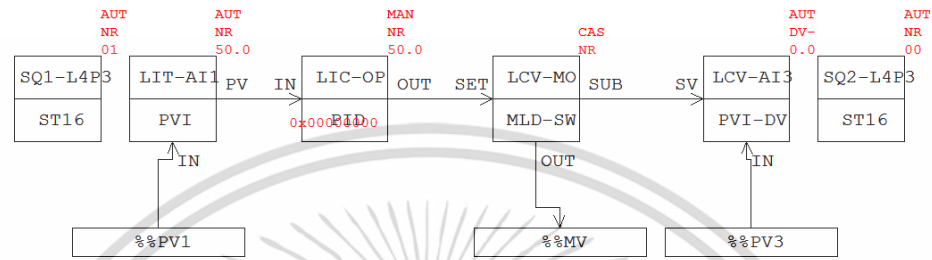 AUT AUT MAN AUT AUT
NR NR NR CAS DV- NR
01 50.0 50.0 NR 0.0 00
SQ1-L4P3 LIT-AI1 PV IN LIC-OP OUT SET LCV-MO SUB SV LCV-AI3 SQ2-L4P3
ST16 PVI 0x00000000 PID MLD-SW PVI-DV ST16
IN OUT IN
%%PV1 %%MV %%PV3